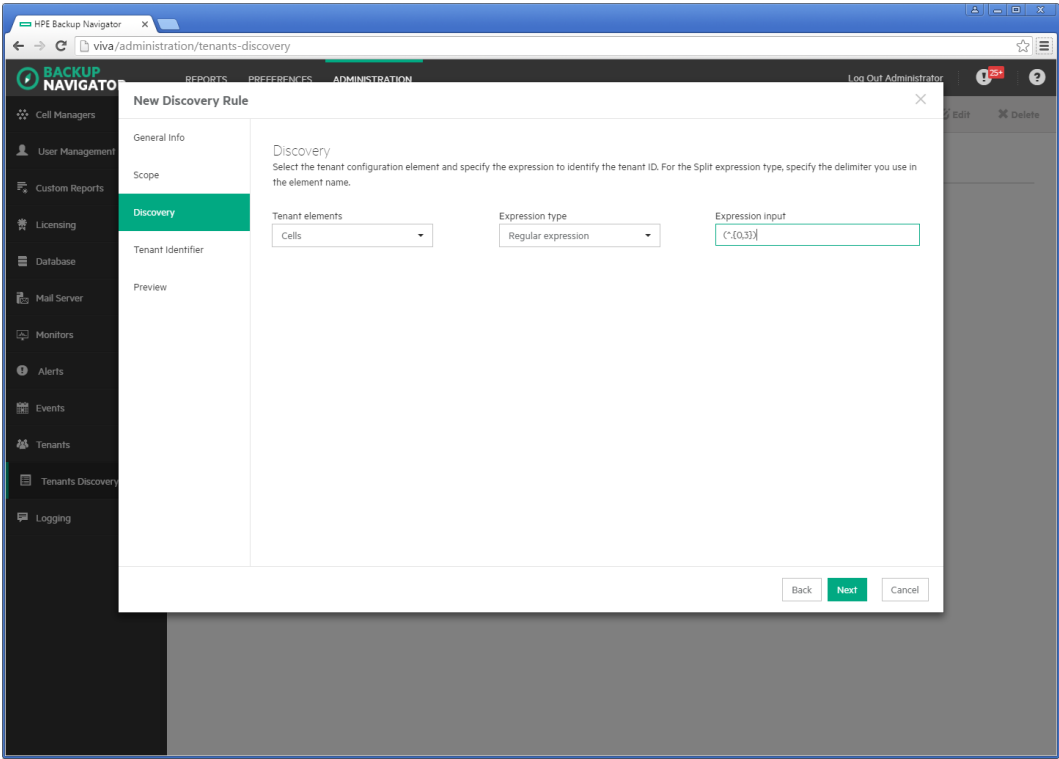 HPE Backup Navigator
viva/administration/tenants-discovery
BACKUP
NAVIGATOR
REPORTS PREFERENCES ADMINISTRATION
Log Out Administrator
25+
New Discovery Rule
Edit
Delete
Cell Managers
User Management
Custom Reports
Licensing
Database
Mail Server
Monitors
Alerts
Events
Tenants
Tenants Discovery
Logging
General Info
Scope
Discovery
Tenant Identifier
Preview
Discovery
Select the tenant configuration element and specify the expression to identify the tenant ID. For the Split expression type, specify the delimiter you use in
the element name.
Tenant elements Expression type Expression input
Cells Regular expression (^.{0,3})
Back Next Cancel